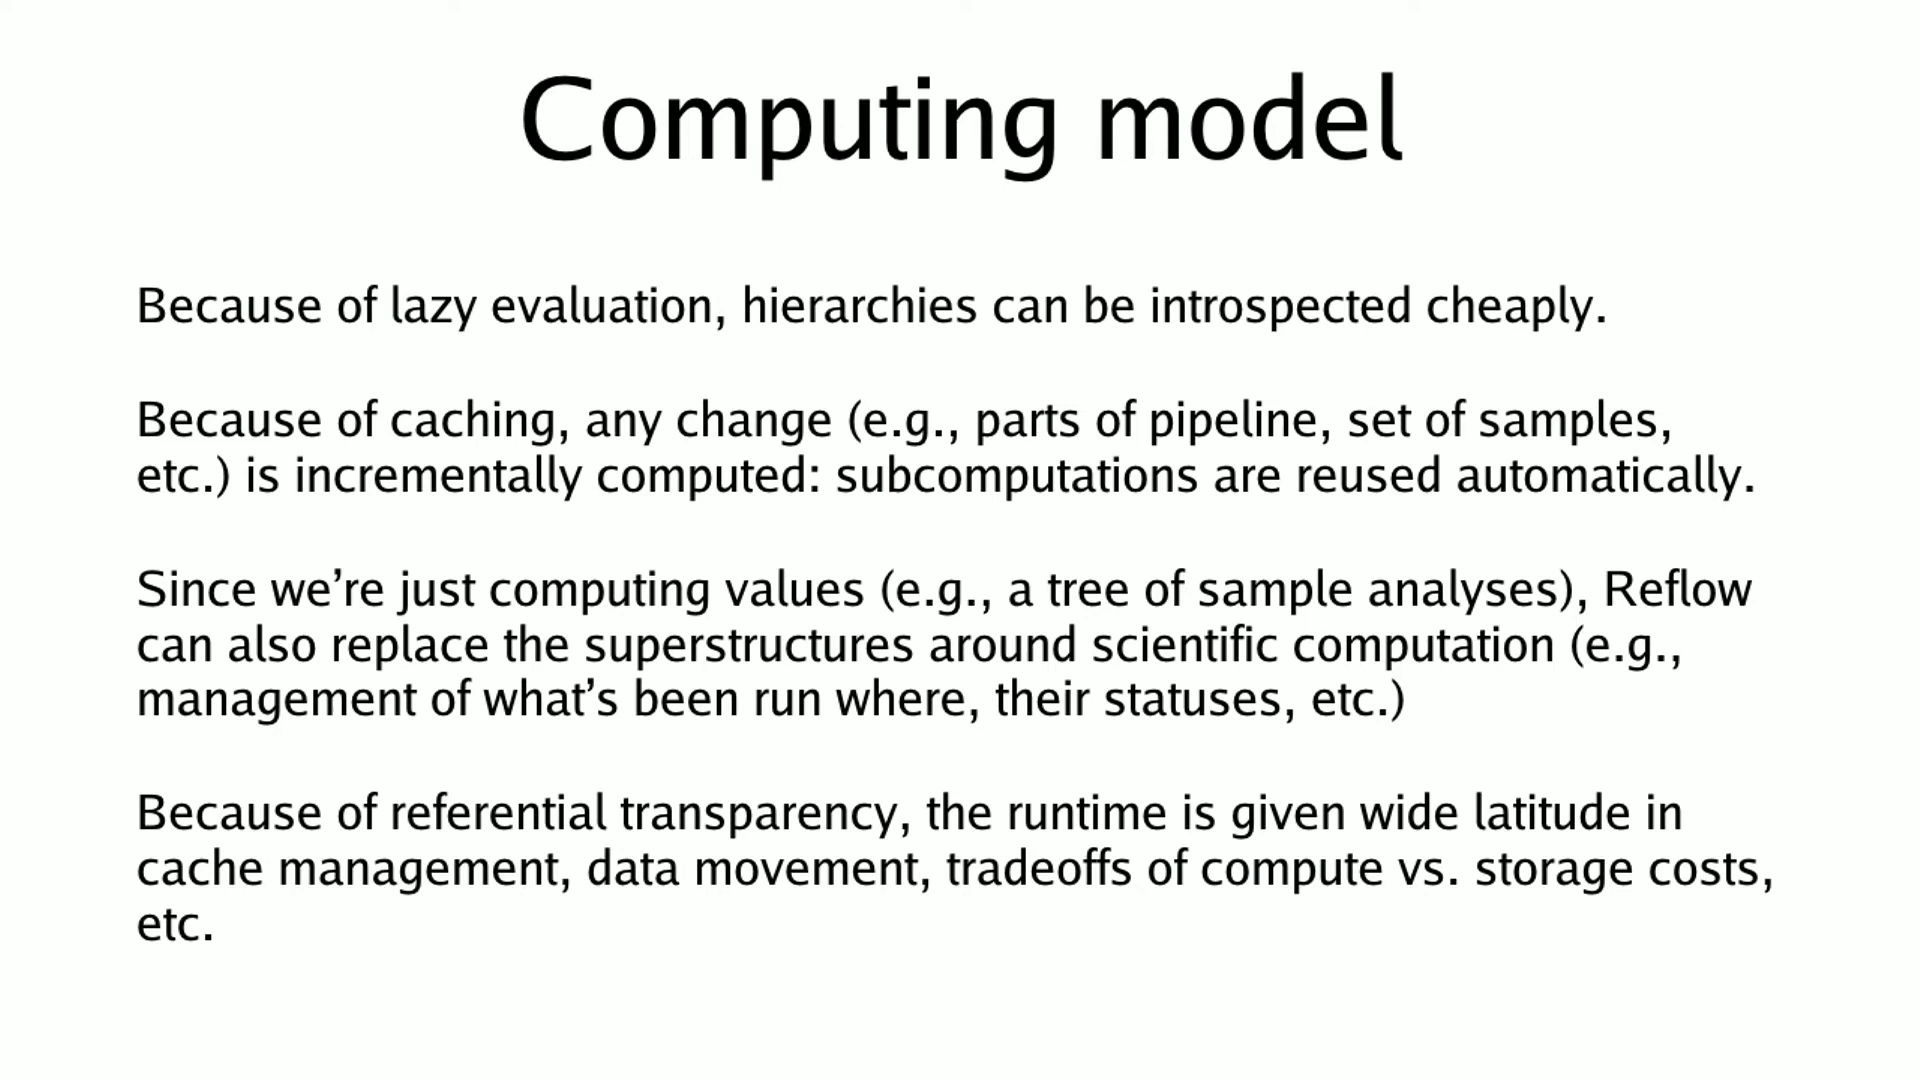 Computing model
Because of lazy evaluation, hierarchies can be introspected cheaply.
Because of caching, any change (e.g., parts of pipeline, set of samples,
etc.) is incrementally computed: subcomputations are reused automatically.
Since we’re just computing values (e.g., a tree of sample analyses), Reflow
can also replace the superstructures around scientific computation (e.g.,
management of what’s been run where, their statuses, etc.)
Because of referential transparency, the runtime is given wide latitude in
cache management, data movement, tradeoffs of compute vs. storage costs,
etc.